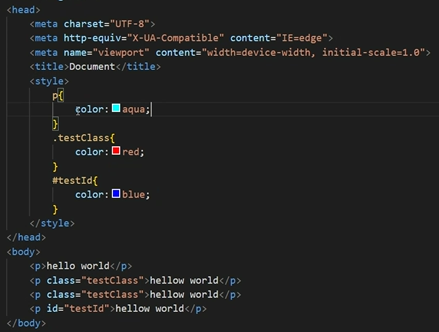 <head>
<meta charset="UTF-8">
<meta http-equiv="X-UA-Compatible" content="IE=edge">
<meta name="viewport" content="width=device-width, initial-scale=1.0">
<title>Document</title>
<style>
p{
color: aqua;
}
.testClass{
color: red;
}
#testId{
color: blue;
}
</style>
</head>
<body>
<p>hello world</p>
<p class="testClass">hellow world</p>
<p class="testClass">hellow world</p>
<p id="testId">hellow world</p>
</body>